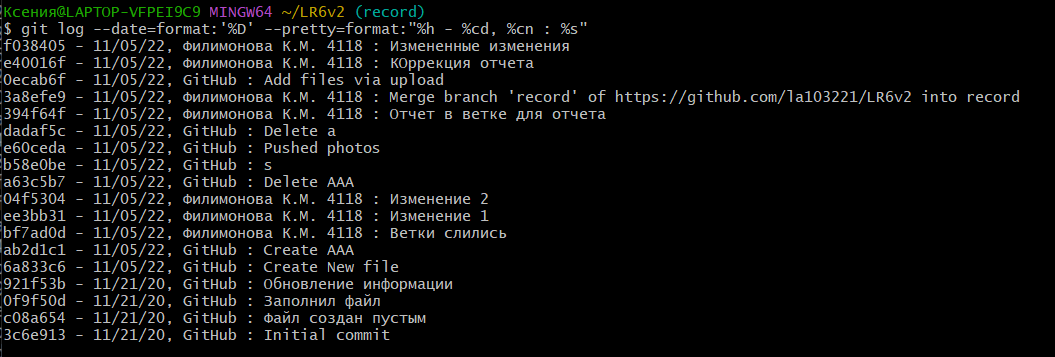 Ксения@LAPTOP-VFPEI9C9 MINGW64 ~/LR6v2 (record)
$ git log --date=format:'%D' --pretty=format:"%h - %cd, %cn : %s"
f038405 - 11/05/22, Филимонова К.М. 4118 : Измененные изменения
e40016f - 11/05/22, Филимонова К.М. 4118 : КОррекция отчета
0ecab6f - 11/05/22, GitHub : Add files via upload
3a8efe9 - 11/05/22, Филимонова К.М. 4118 : Merge branch 'record' of https://github.com/la103221/LR6v2 into record
394f64f - 11/05/22, Филимонова К.М. 4118 : Отчет в ветке для отчета
dadaf5c - 11/05/22, GitHub : Delete a
e60ceda - 11/05/22, GitHub : Pushed photos
b58e0be - 11/05/22, GitHub : s
a63c5b7 - 11/05/22, GitHub : Delete AAA
04f5304 - 11/05/22, Филимонова К.М. 4118 : Изменение 2
ee3bb31 - 11/05/22, Филимонова К.М. 4118 : Изменение 1
bf7ad0d - 11/05/22, Филимонова К.М. 4118 : Ветки слились
ab2d1c1 - 11/05/22, GitHub : Create AAA
6a833c6 - 11/05/22, GitHub : Create New file
921f53b - 11/21/20, GitHub : Обновление информации
0f9f50d - 11/21/20, GitHub : Заполнил файл
c08a654 - 11/21/20, GitHub : Файл создан пустым
3c6e913 - 11/21/20, GitHub : Initial commit